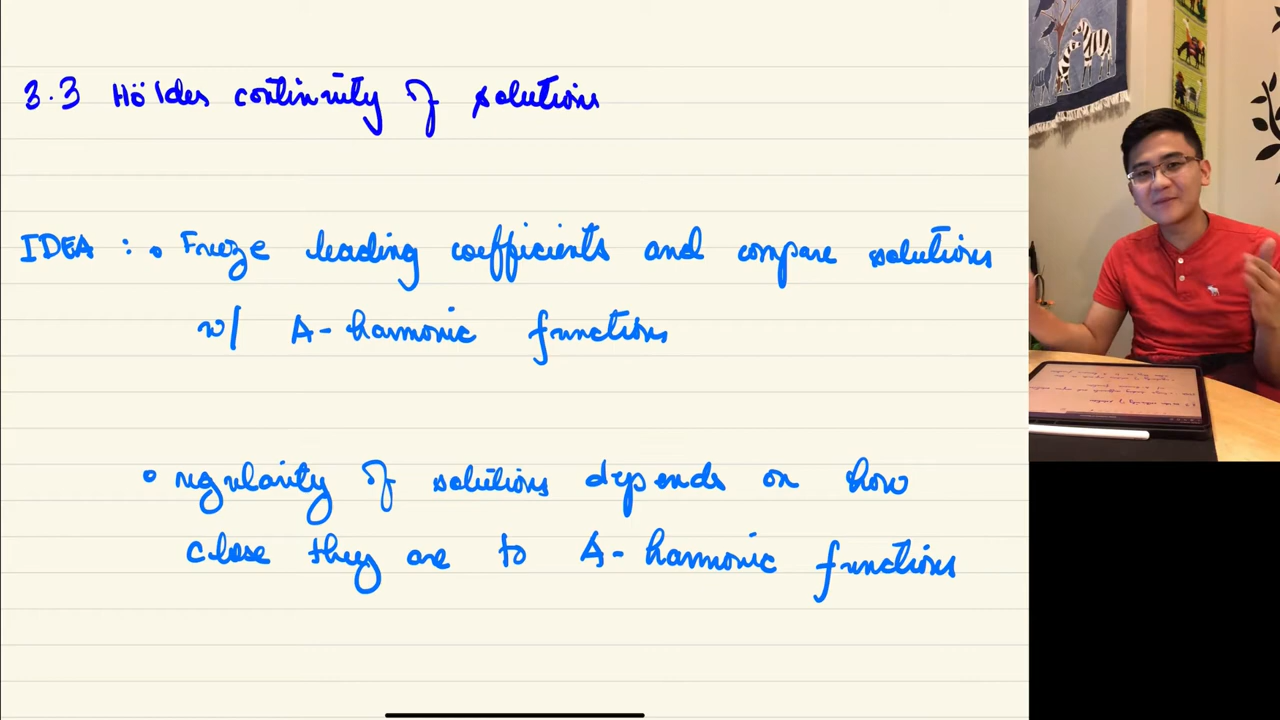 3.3 Hölder continuity of solutions
IDEA : • Freeze leading coefficients and compare solutions
w/ A-harmonic functions
• regularity of solutions depends on how
close they are to A-harmonic functions